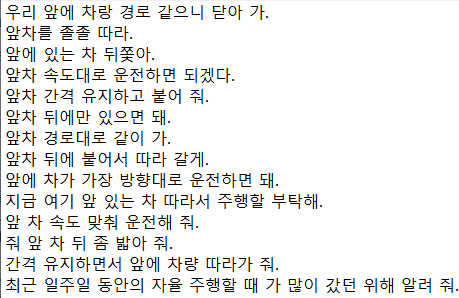 우리 앞에 차랑 경로 같으니 닫아 가.
앞차를 졸졸 따라.
앞에 있는 차 뒤쫓아.
앞차 속도대로 운전하면 되겠다.
앞차 간격 유지하고 붙어 줘.
앞차 뒤에만 있으면 돼.
앞차 경로대로 같이 가.
앞차 뒤에 붙어서 따라 갈게.
앞에 차가 가장 방향대로 운전하면 돼.
지금 여기 앞 있는 차 따라서 주행할 부탁해.
앞 차 속도 맞춰 운전해 줘.
줘 앞 차 뒤 좀 밟아 줘.
간격 유지하면서 앞에 차량 따라가 줘.
최근 일주일 동안의 자율 주행할 때 가 많이 갔던 위해 알려 줘.